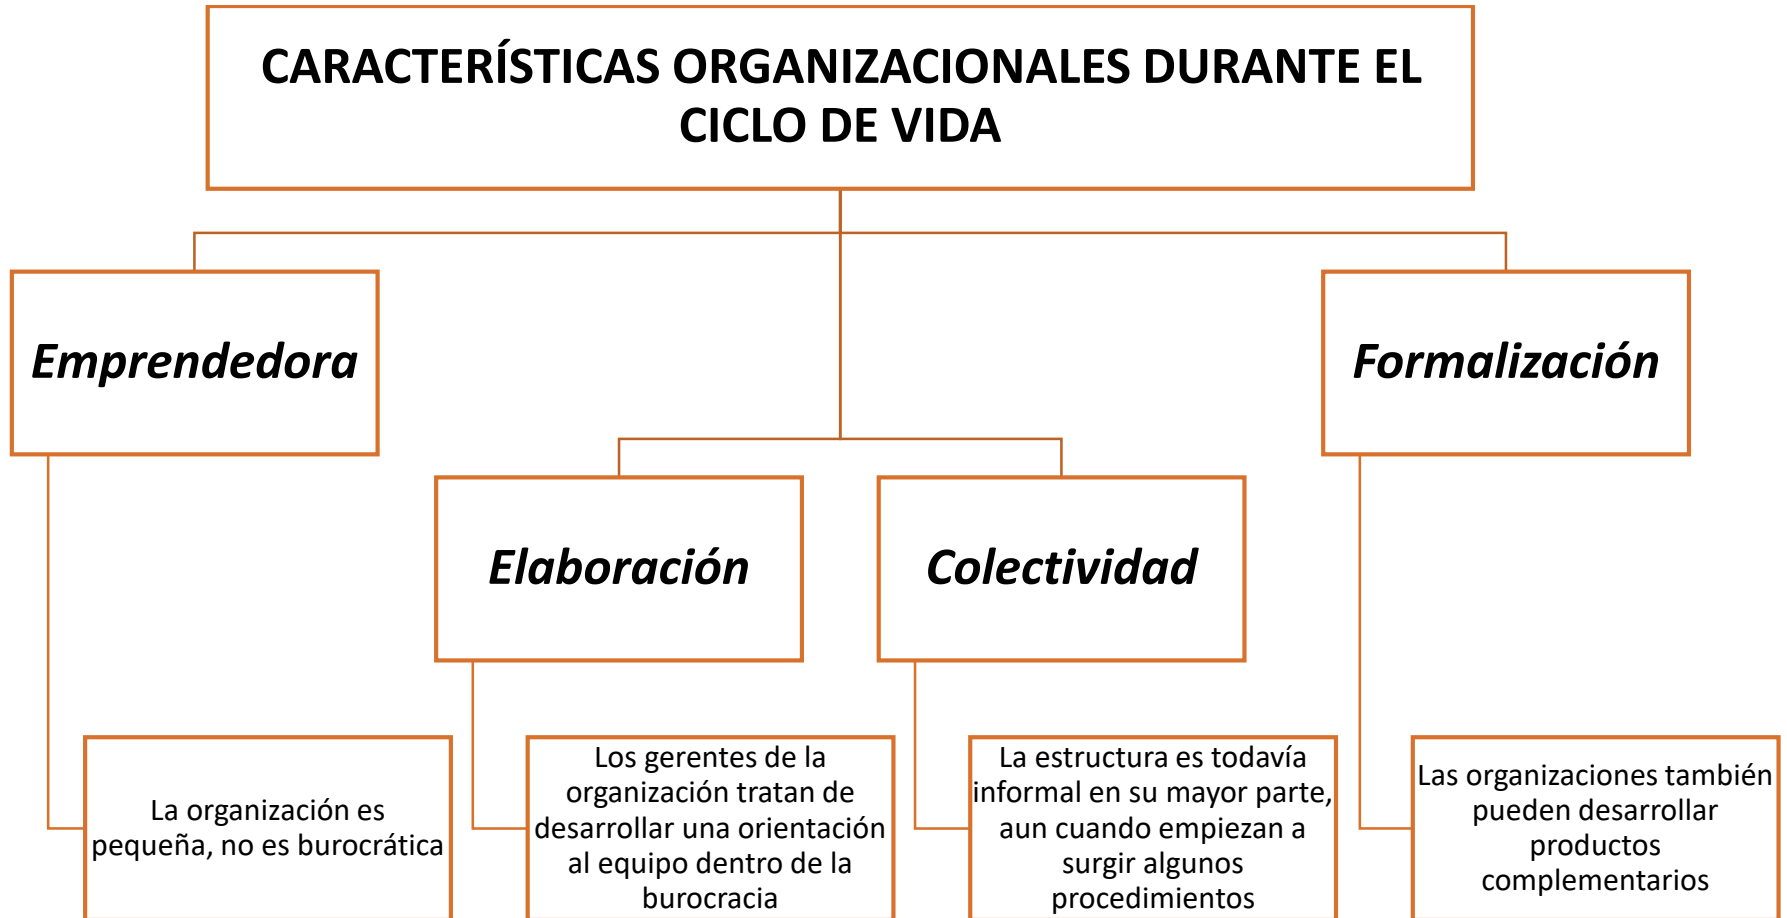 CARACTERÍSTICAS ORGANIZACIONALES DURANTE EL
CICLO DE VIDA
Emprendedora
La organización es
pequeña, no es burocrática
Elaboración
Los gerentes de la
organización tratan de
desarrollar una orientación
al equipo dentro de la
burocracia
Colectividad
La estructura es todavía
informal en su mayor parte,
aun cuando empiezan a
surgir algunos
procedimientos
Formalización
Las organizaciones también
pueden desarrollar
productos
complementarios